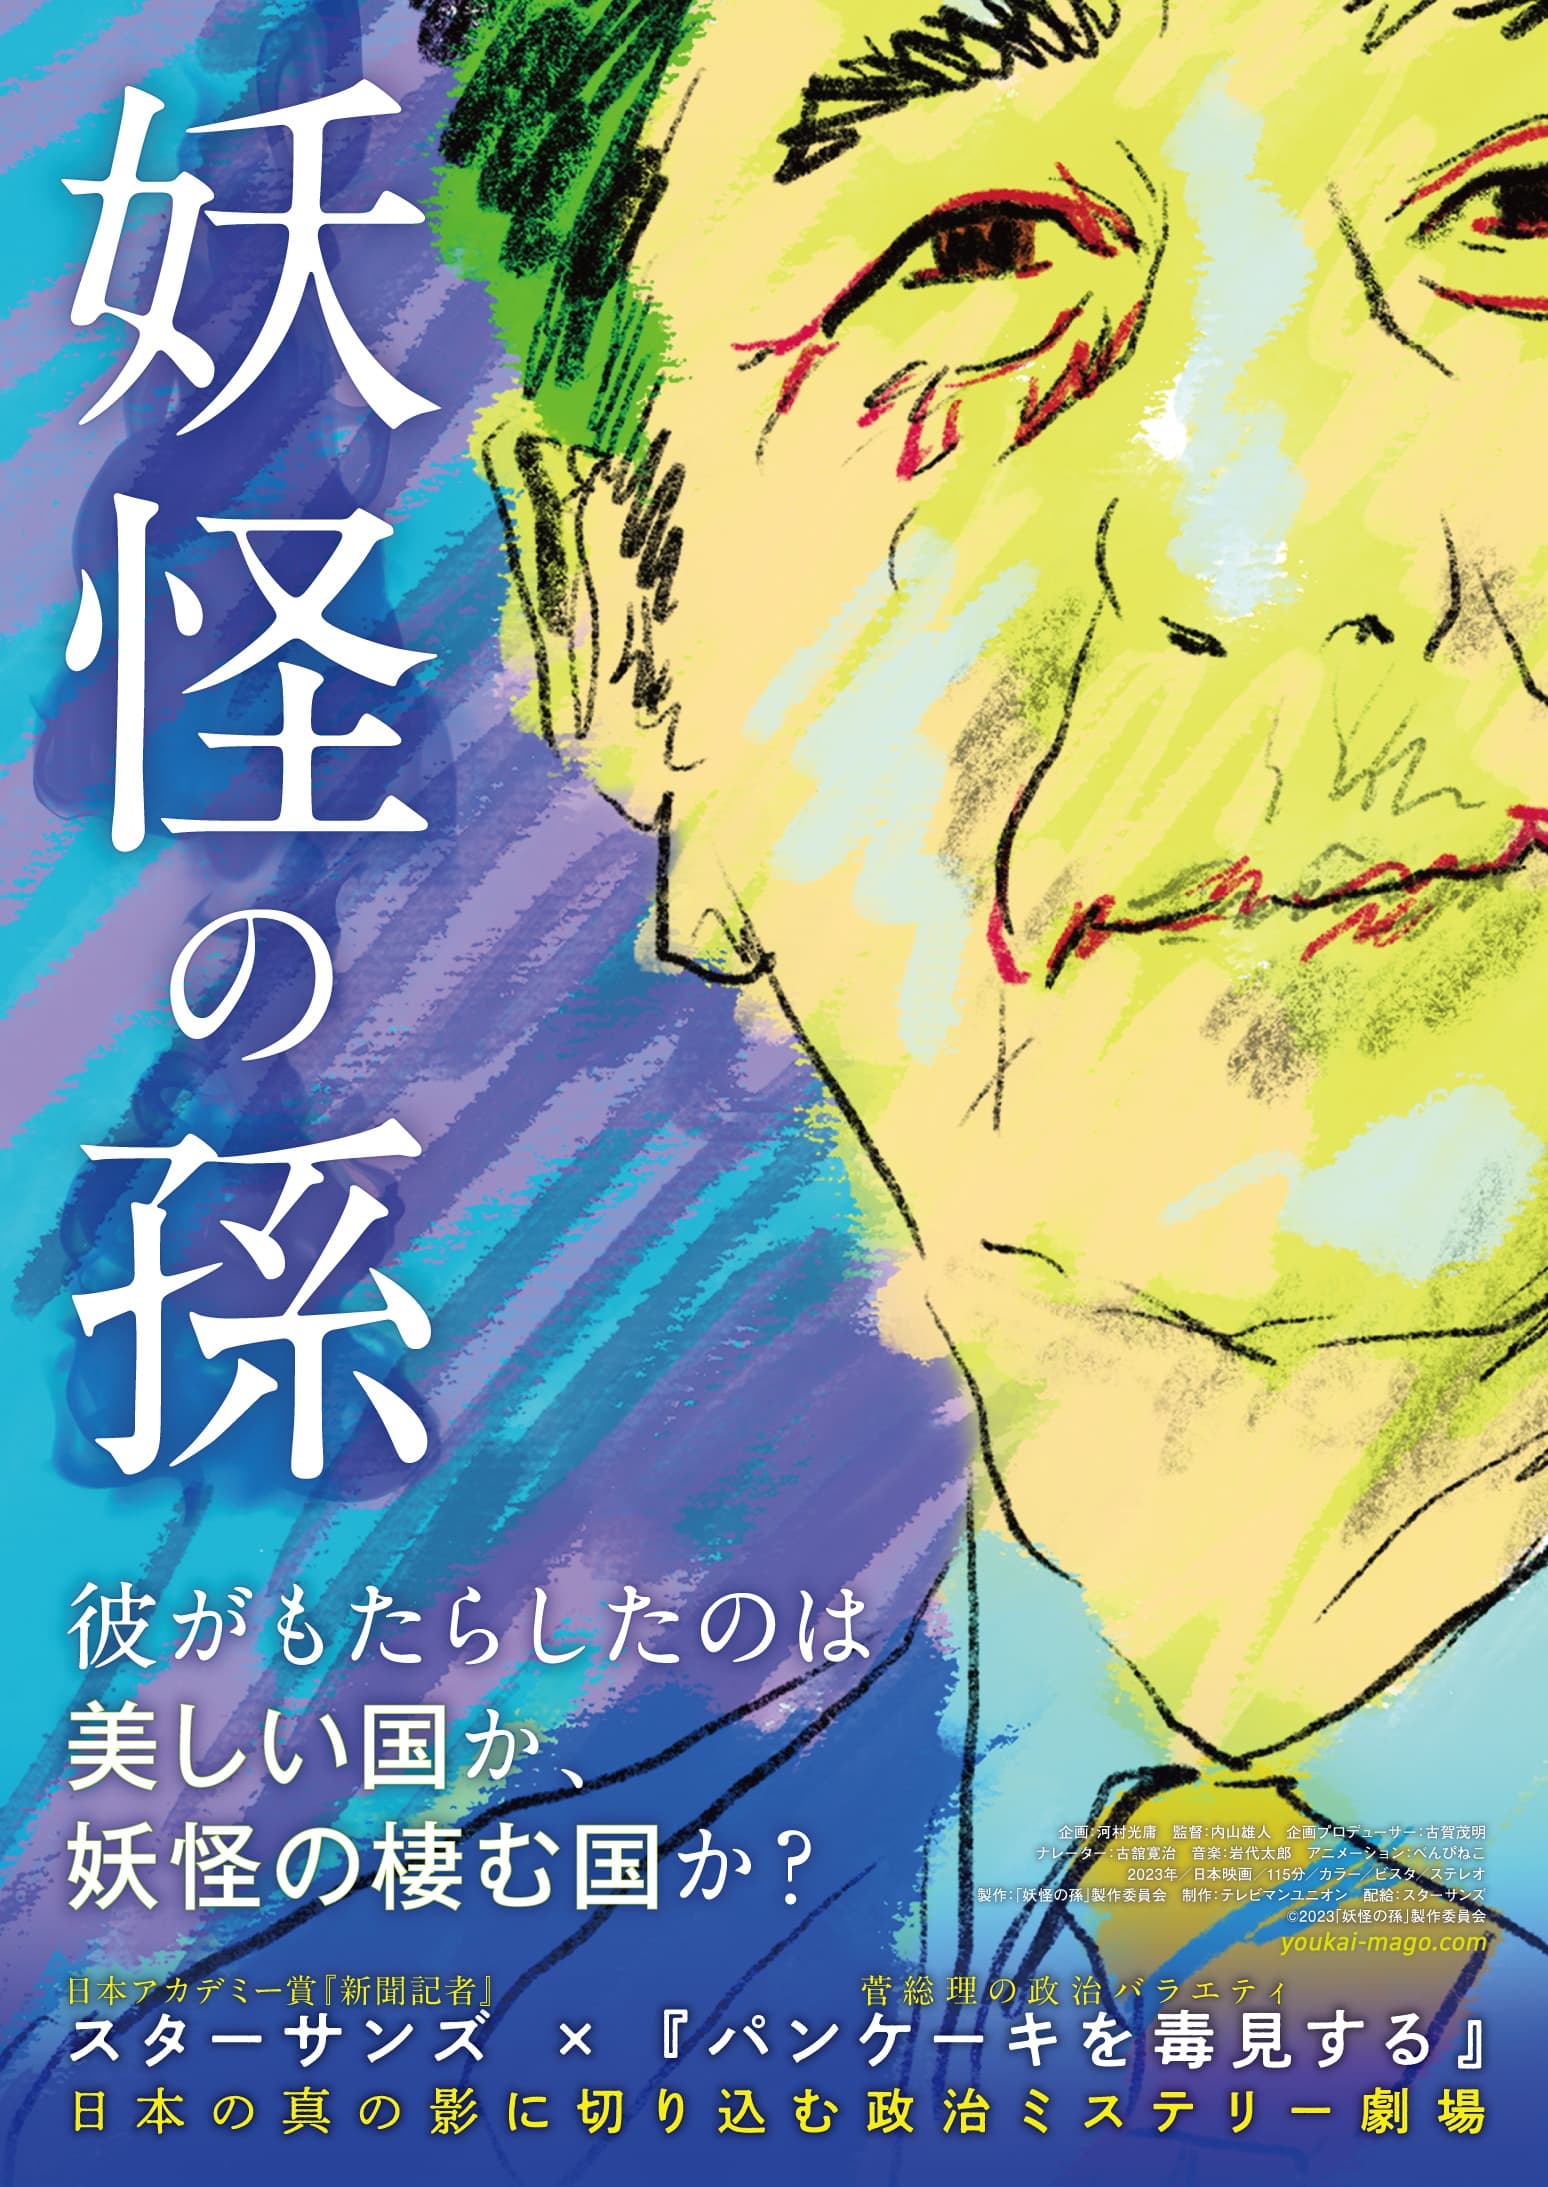 妖怪の孫
彼がもたらしたのは
美しい国か、
妖怪の棲む国か?
企画:河村光庸 監督:内山雄人 企画プロデューサー:古賀茂明
ナレーター:古舘寛治 音楽:岩代太郎 アニメーション:べんぴねこ
2023年/日本映画/115分/カラー/ビスタ/ステレオ
製作:「妖怪の孫」製作委員会 制作:テレビマンユニオン 配給:スターサンズ
©2023「妖怪の孫」製作委員会
youkai-mago.com
日本アカデミー賞『新聞記者』 菅総理の政治バラエティ
スターサンズ × 『パンケーキを毒見する』
日本の真の影に切り込む政治ミステリー劇場